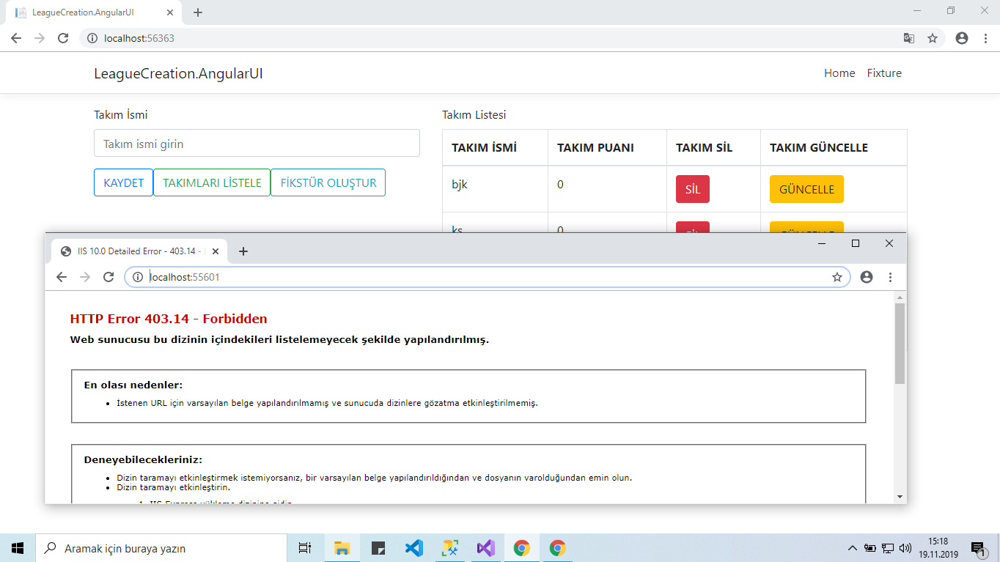 LeagueCreation.AngularUI
localhost:56363
LeagueCreation.AngularUI
Home
Fixture
Takım İsmi
Takım Listesi
Takım ismi girin
TAKIM İSMİ
TAKIM PUANI
TAKIM SİL
TAKIM GÜNCELLE
KAYDET
TAKIMLARI LİSTELE
FİKSTÜR OLUŞTUR
bjk
0
SİL
GÜNCELLE
ks
0
IIS 10.0 Detailed Error - 403.14 -
localhost:55601
HTTP Error 403.14 - Forbidden
Web sunucusu bu dizinin içindekileri listelemeyecek şekilde yapılandırılmış.
En olası nedenler:
İstenen URL için varsayılan belge yapılandırılmamış ve sunucuda dizinlere gözatma etkinleştirilmemiş.
Deneyebilecekleriniz:
Dizin taramayı etkinleştirmek istemiyorsanız, bir varsayılan belge yapılandırıldığından ve dosyanın varolduğundan emin olun.
Dizin taramayı etkinleştirin.
Aramak için buraya yazın
15:18
19.11.2019
1